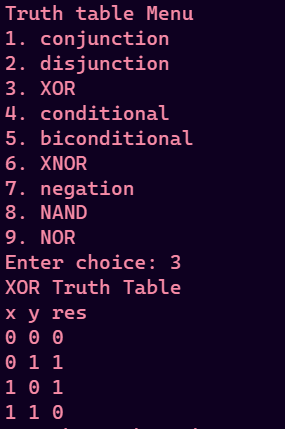 Truth table Menu
1. conjunction
2. disjunction
3. XOR
4. conditional
5. biconditional
6. XNOR
7. negation
8. NAND
9. NOR
Enter choice: 3
XOR Truth Table
x y res
0 0 0
0 1 1
1 0 1
1 1 0